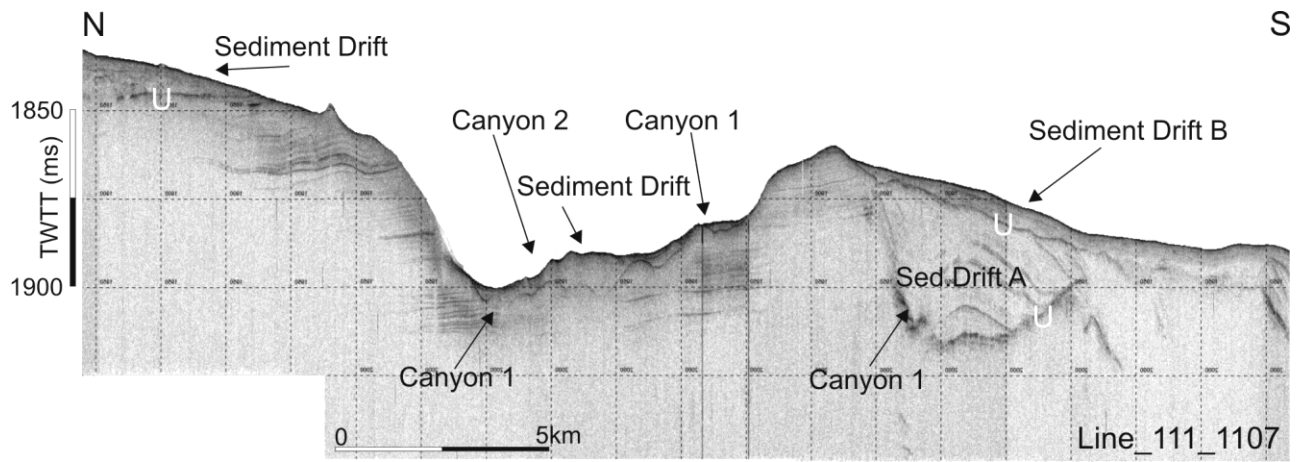 N
S
Sediment Drift
U
1850
Canyon 2
Canyon 1
Sediment Drift B
Sediment Drift
TWTT (ms)
U
1900
Sed Drift A
U
Canyon 1
Canyon 1
0
5km
Line_111_1107